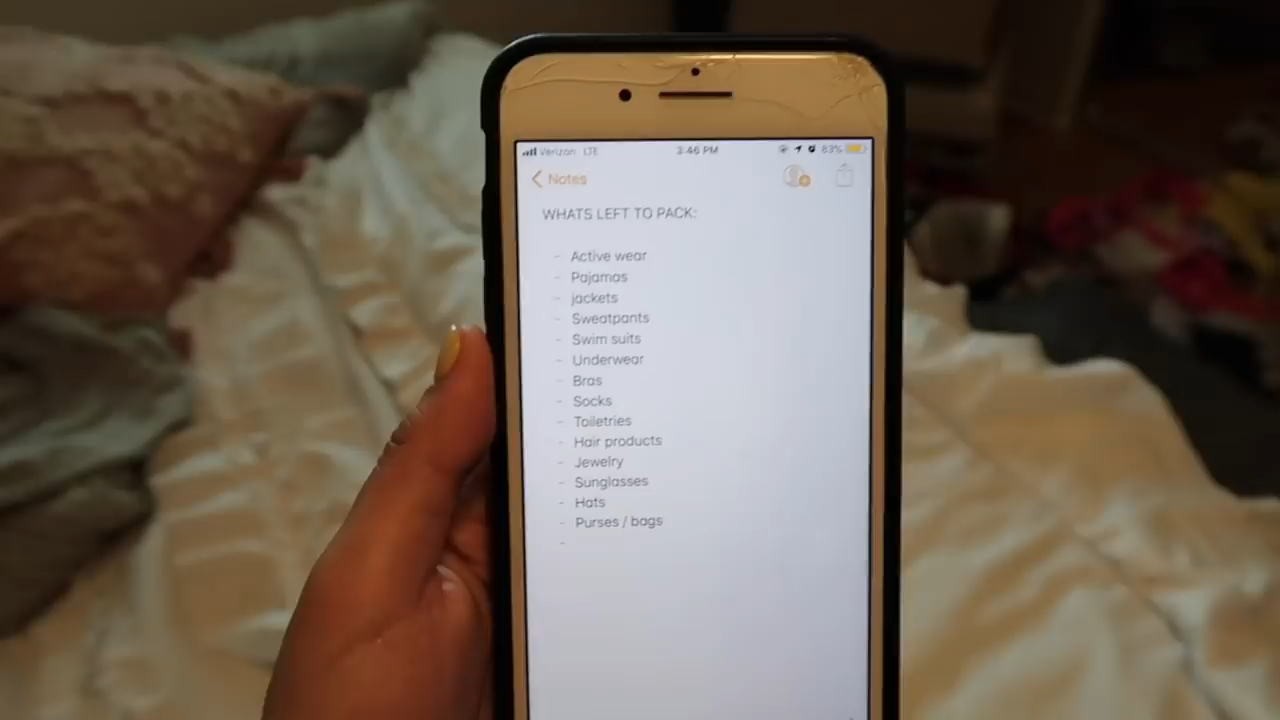 Verizon LTE 3:46 PM 83%
Notes
WHATS LEFT TO PACK:
- Active wear
- Pajamas
- jackets
- Sweatpants
- Swim suits
- Underwear
- Bras
- Socks
- Toiletries
- Hair products
- Jewelry
- Sunglasses
- Hats
- Purses / bags
-